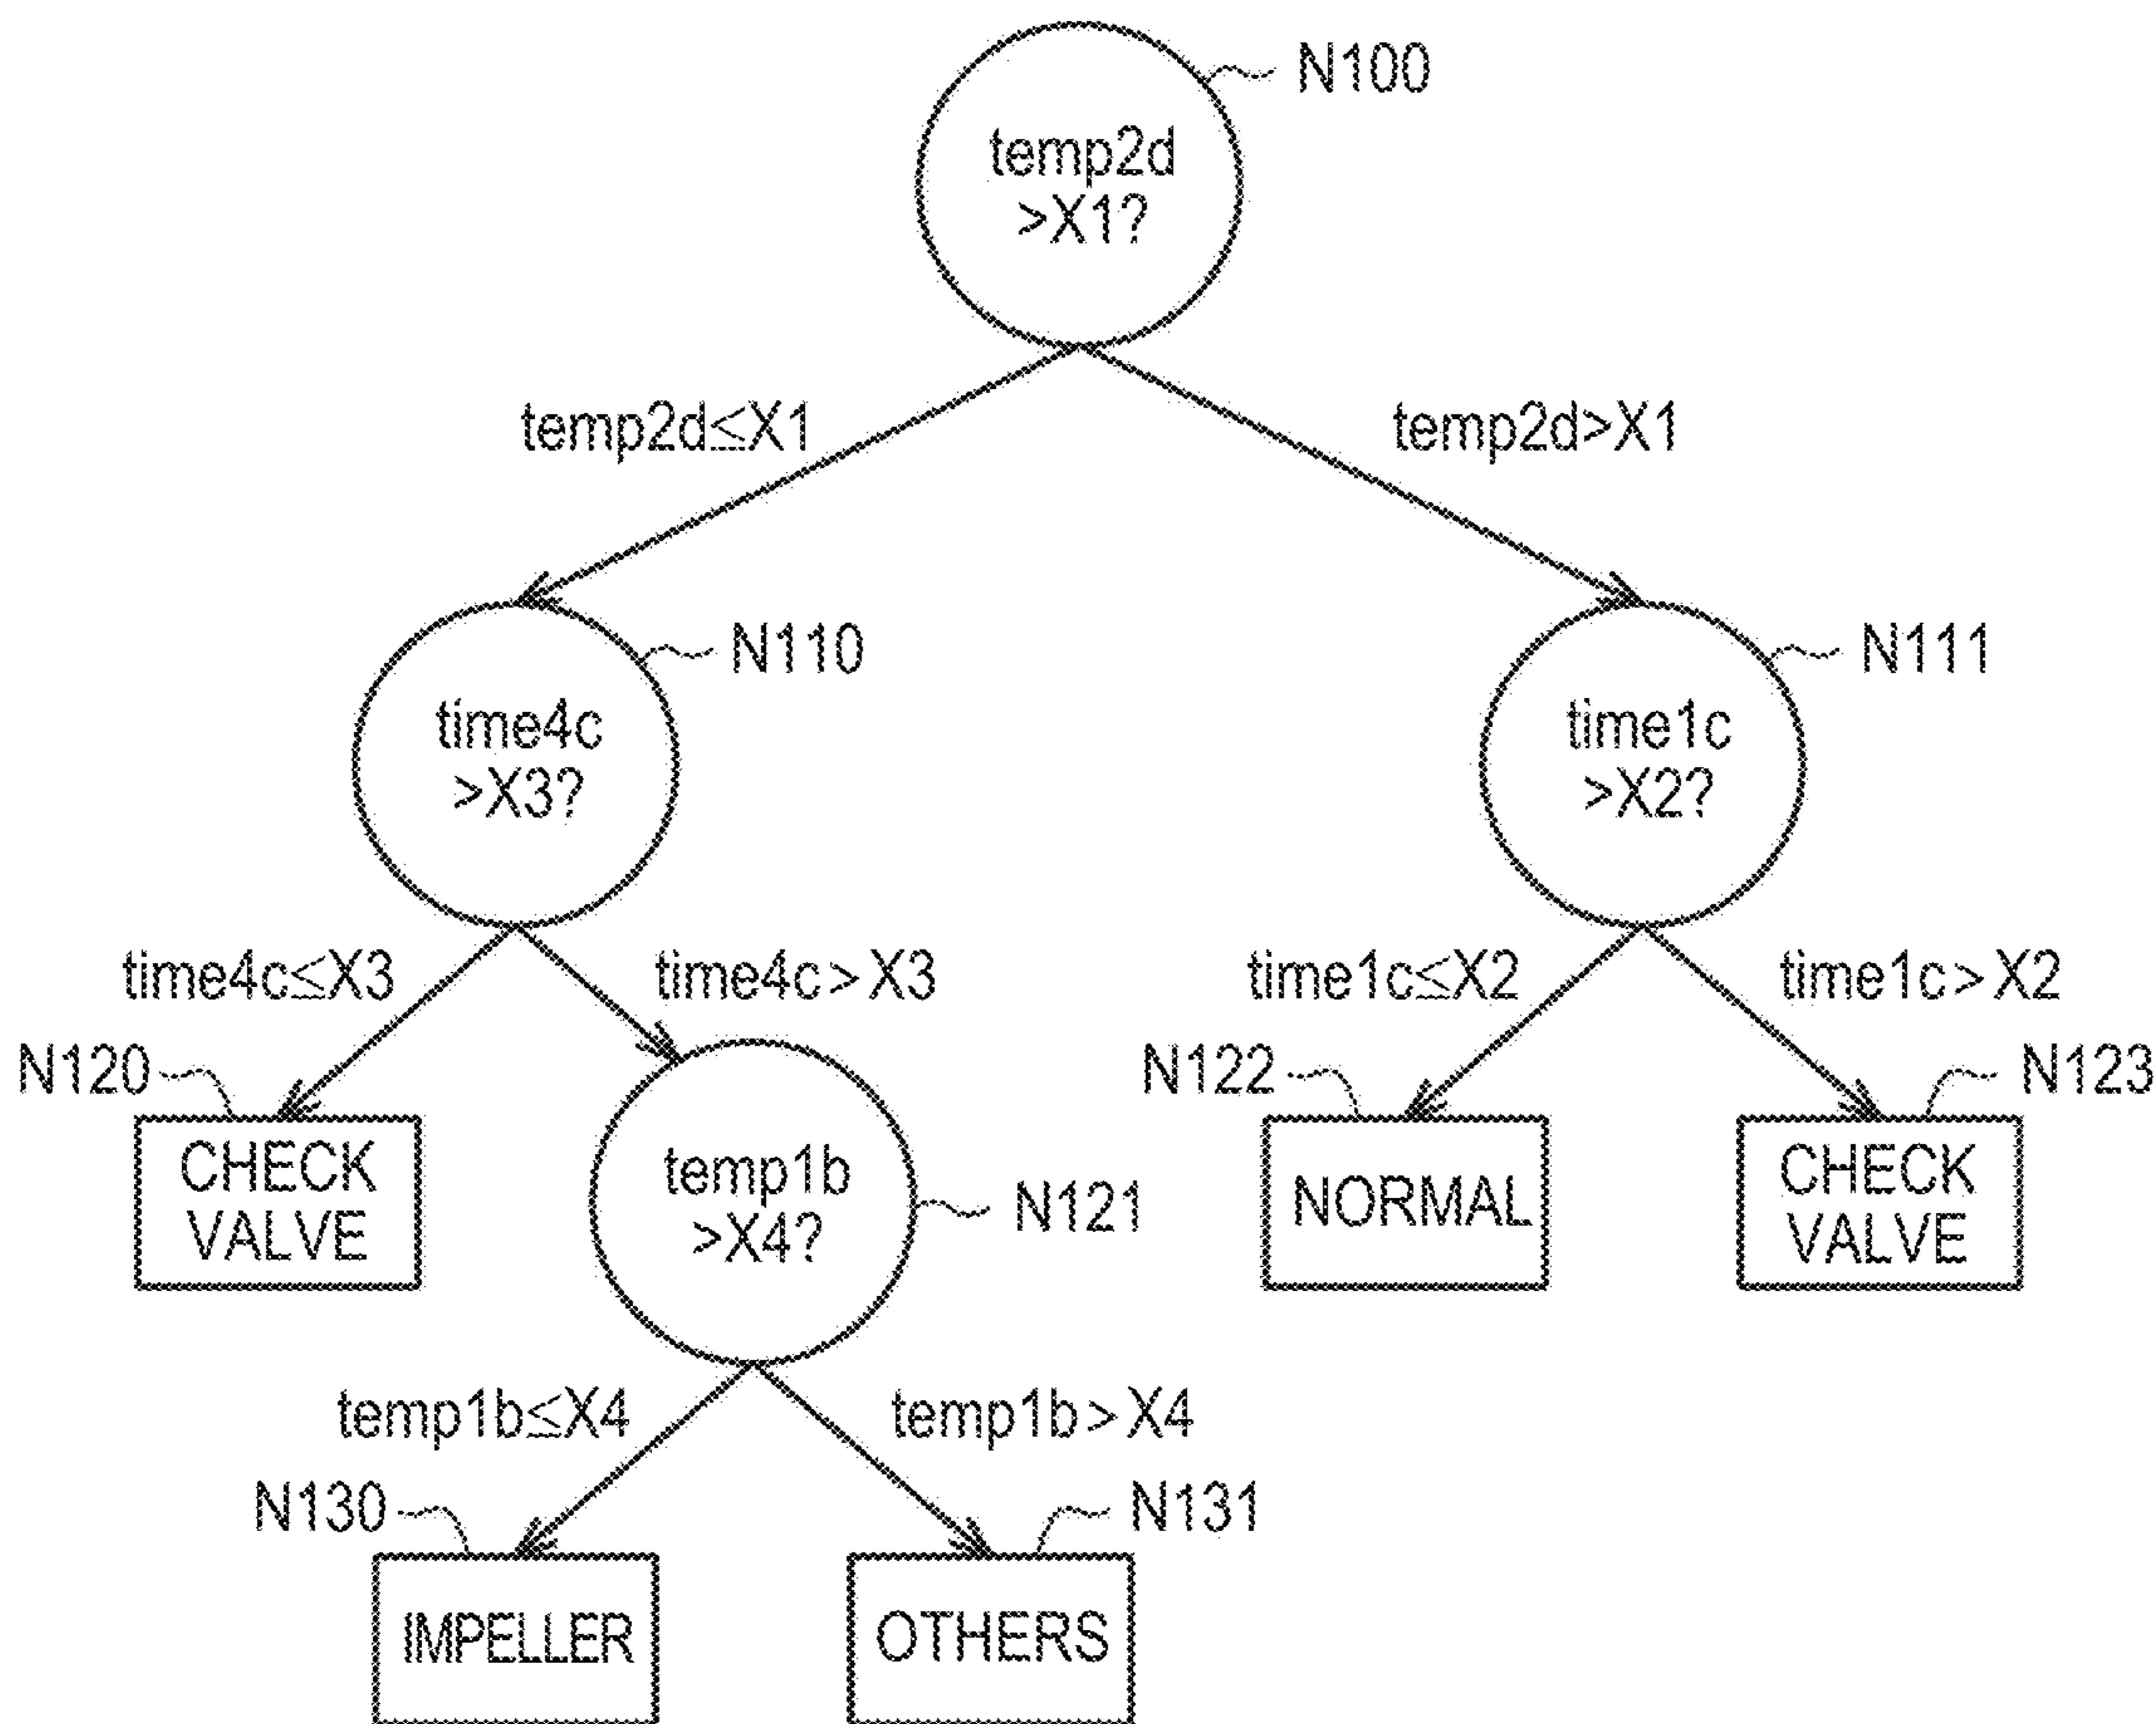 N100
temp2d
>X1?
temp2d≤X1
temp2d>X1
N110
N111
time4c
>X3?
time1c
>X2?
time4c≤X3
time4c>X3
time1c≤X2
time1c>X2
N120
N122
N123
CHECK
VALVE
temp1b
>X4?
N121
NORMAL
CHECK
VALVE
temp1b≤X4
temp1b>X4
N130
N131
IMPELLER
OTHERS